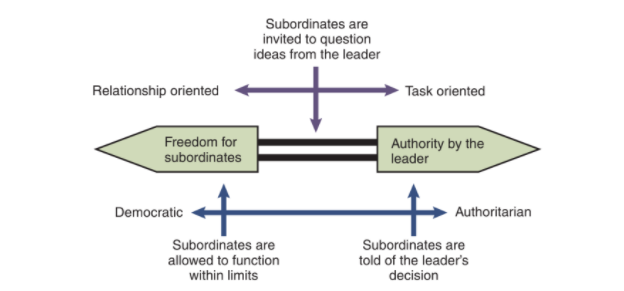 Subordinates are
invited to question
ideas from the leader
Relationship oriented
Task oriented
Freedom for
subordinates
Authority by the
leader
Democratic
Authoritarian
Subordinates are
allowed to function
within limits
Subordinates are
told of the leader's
decision